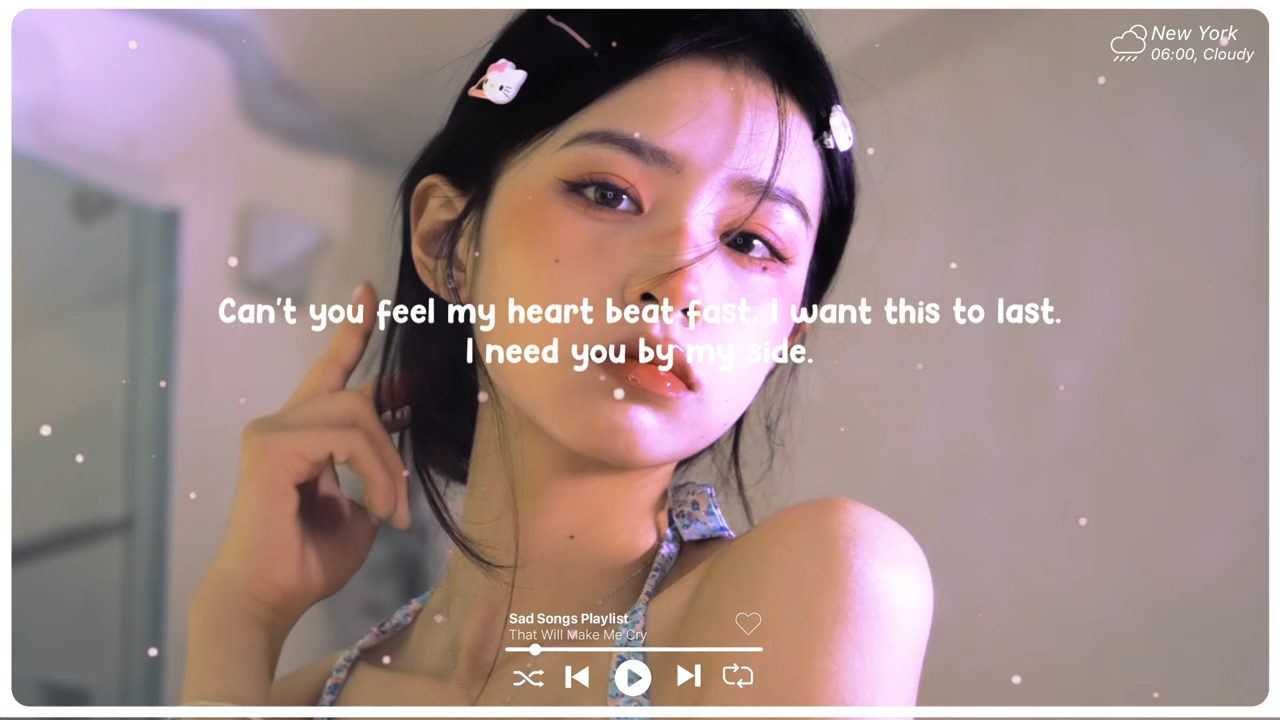 New York
06:00, Cloudy
Can't you feel my heart beat fast, I want this to last.
I need you by my side.
Sad Songs Playlist
That Will Make Me Cry